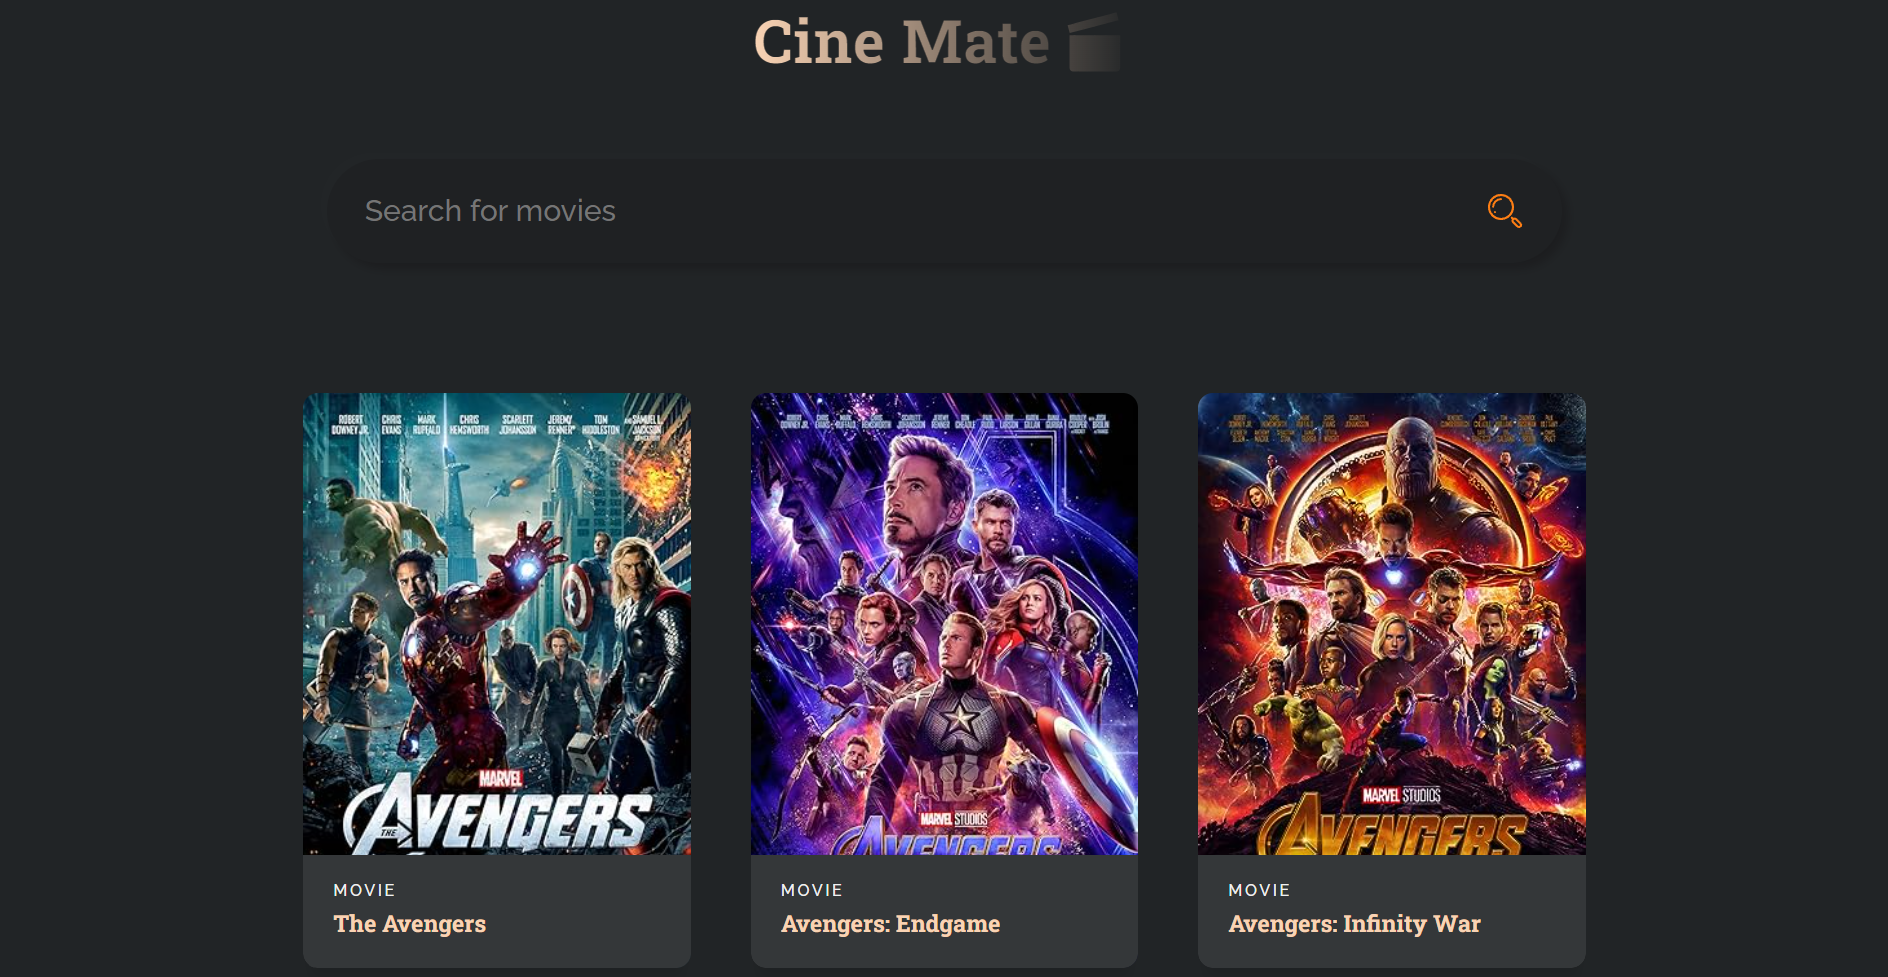 Cine Mate
Search for movies
ROBERT DOWNEY JR. CHRIS EVANS MARK RUFFALO CHRIS HEMSWORTH SCARLETT JOHANSSON JEREMY RENNER TOM HIDDLESTON AND SAMUEL L. JACKSON
MARVEL
THE AVENGERS
MOVIE
The Avengers
MARVEL STUDIOS
AVENGERS
MOVIE
Avengers: Endgame
MARVEL STUDIOS
AVENGERS
MOVIE
Avengers: Infinity War